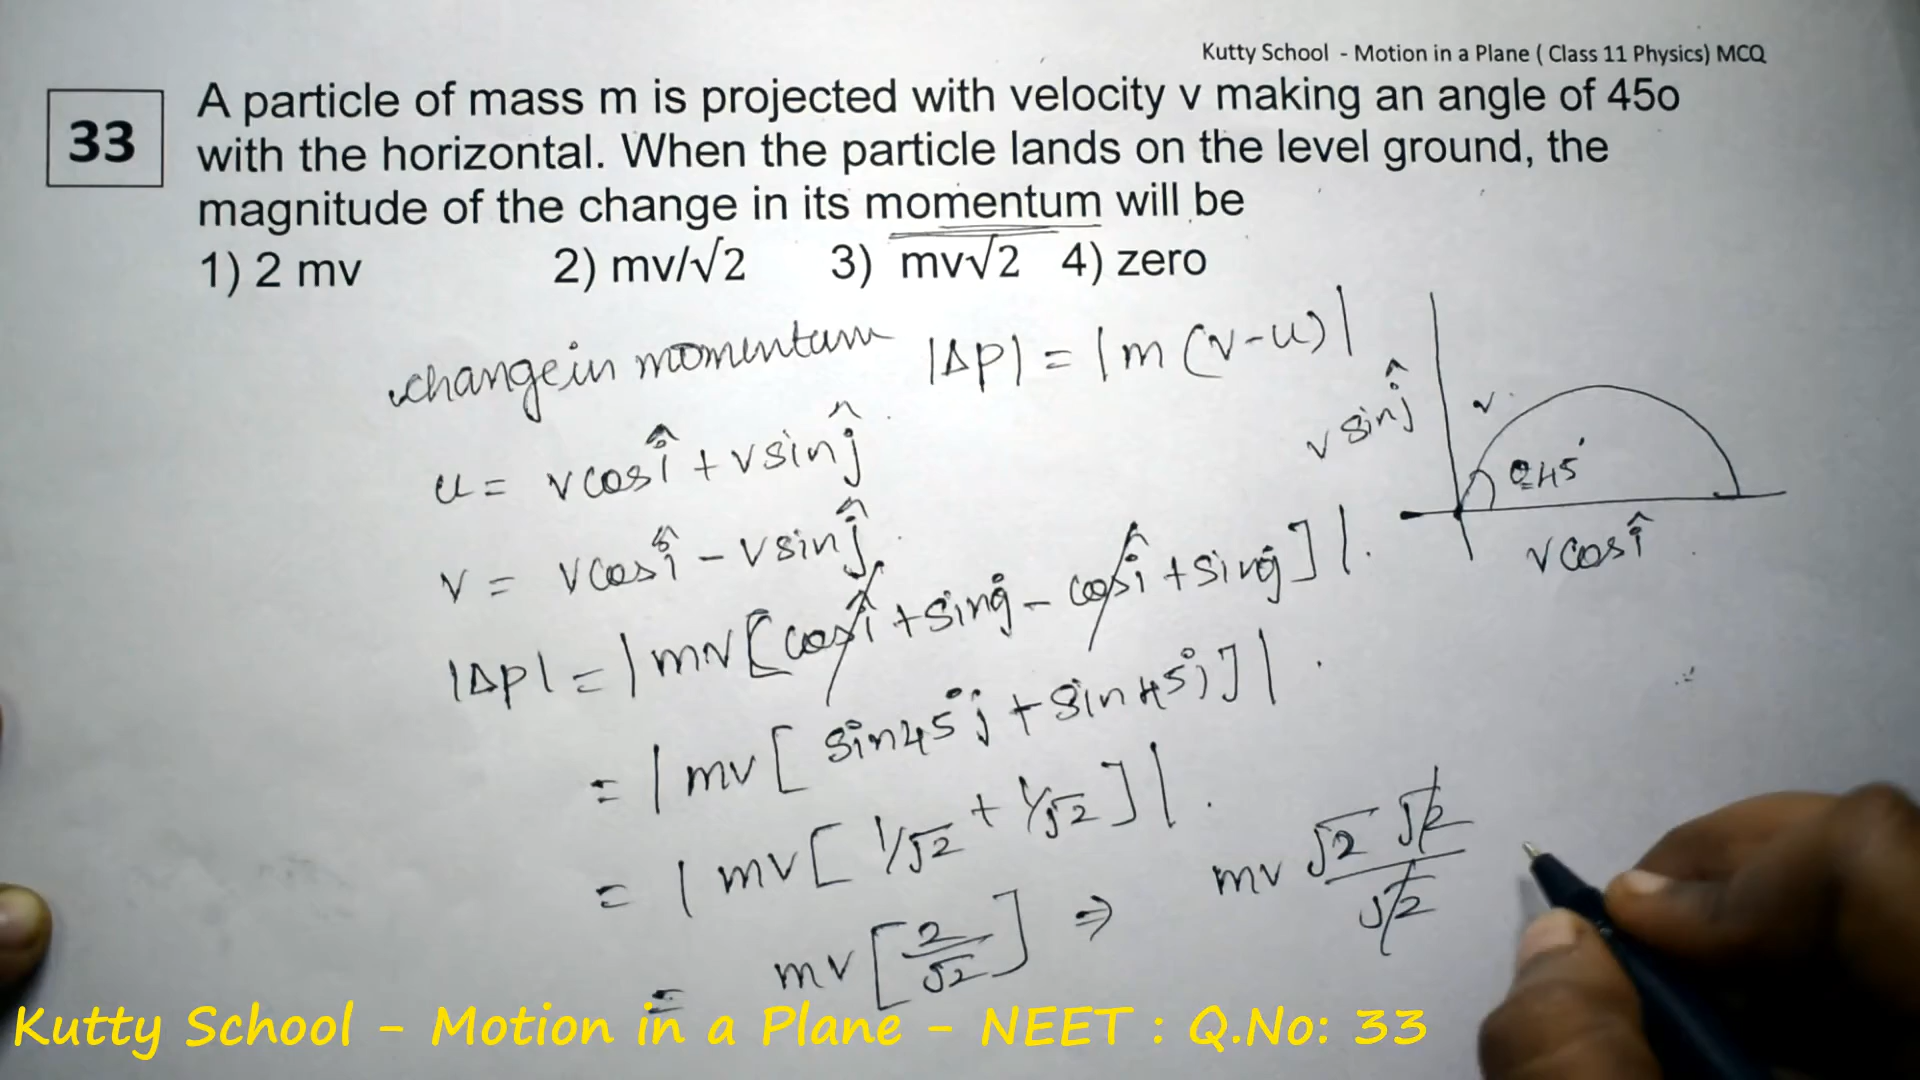 Kutty School - Motion in a Plane ( Class 11 Physics) MCQ
33
A particle of mass m is projected with velocity v making an angle of 45o
with the horizontal. When the particle lands on the level ground, the
magnitude of the change in its momentum will be
1) 2 mv 2) mv/√2 3) mv√2 4) zero
change in momentum |Δp| = |m (v-u)|
v sin ĵ
v
θ 45°
v cos î
u = v cos î + v sin ĵ
v = v cos î - v sin ĵ
|Δp| = |mv [cos î + sin ĵ - cos î + sin ĵ]|.
= |mv [ sin 45° j + sin 45° j ]|.
= |mv [ 1/√2 + 1/√2 ]|.
= mv [2/√2] ⇒ mv √2 √2/√2
Kutty School - Motion in a Plane - NEET : Q.No: 33